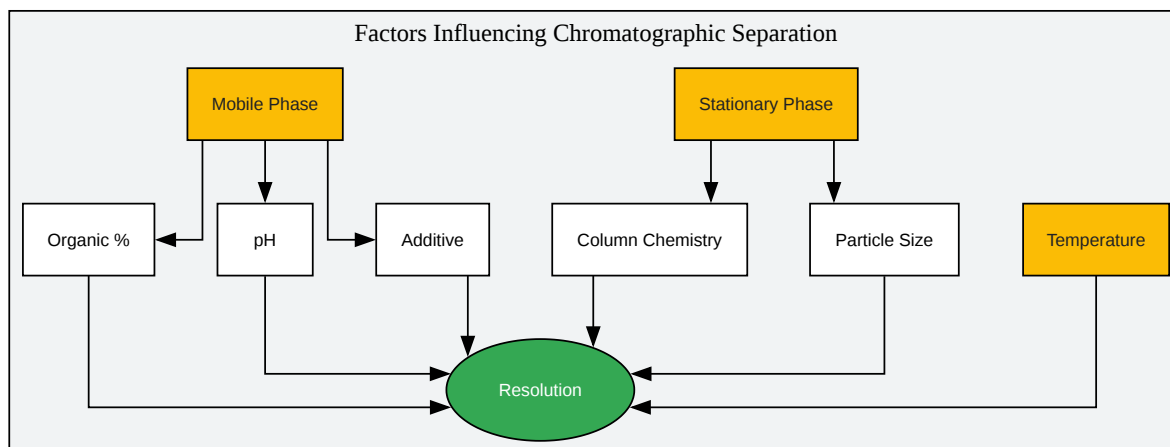 Factors Influencing Chromatographic Separation
Mobile Phase
Stationary Phase
Organic %
pH
Additive
Column Chemistry
Particle Size
Temperature
Resolution